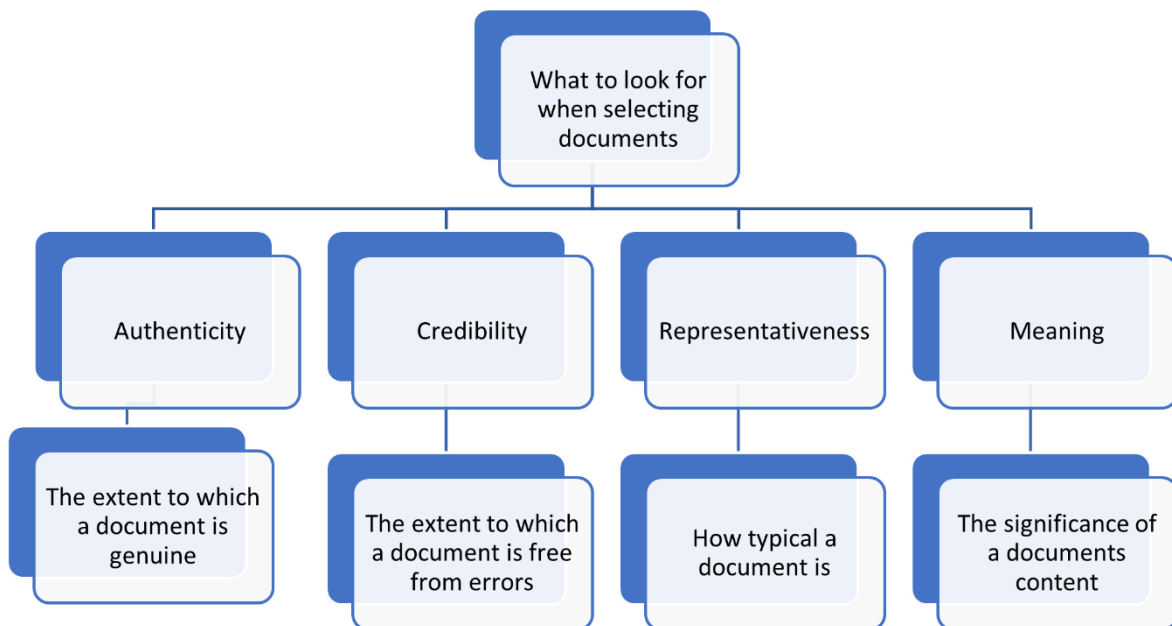 What to look for
when selecting
documents
Authenticity
Credibility
Representativeness
Meaning
The extent to which
a document is
genuine
The extent to which
a document is free
from errors
How typical a
document is
The significance of
a documents
content